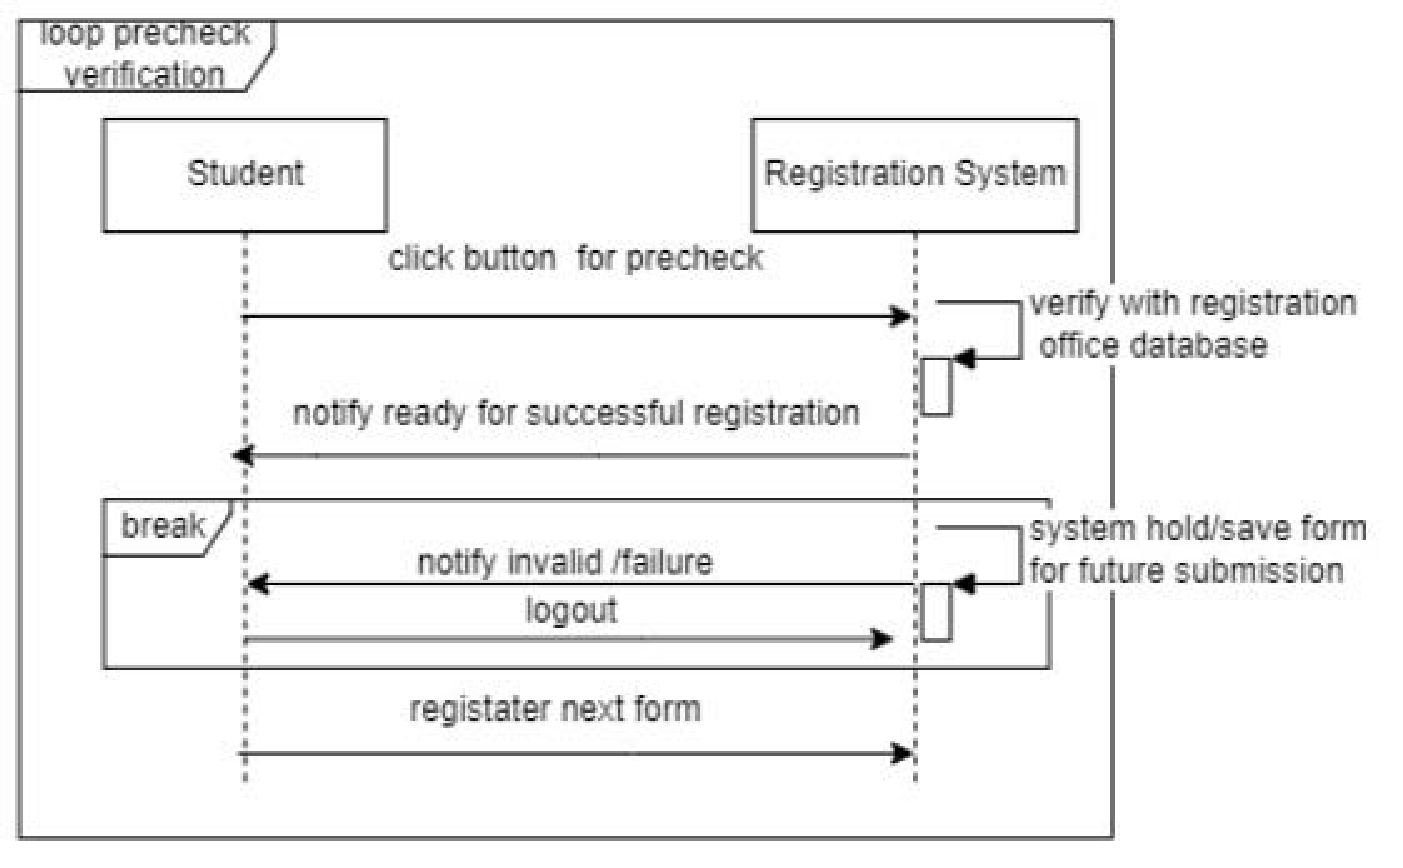 loop precheck
verification
Student
Registration System
click button for precheck
verify with registration
office database
notify ready for successful registration
break
system hold/save form
for future submission
notify invalid /failure
logout
registater next form